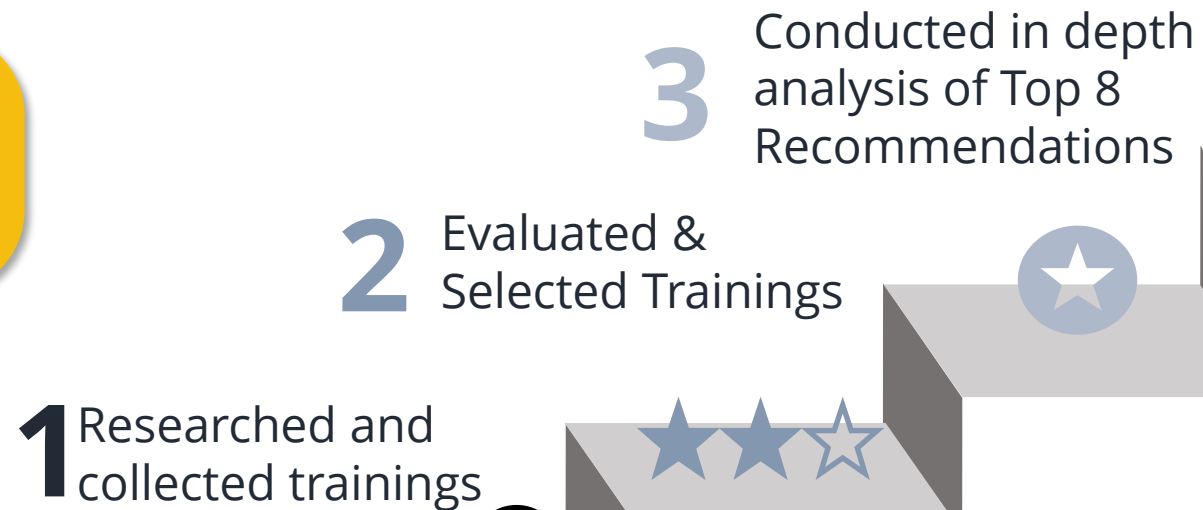 3
Conducted in depth
analysis of Top 8
Recommendations
2
Evaluated &
Selected Trainings
1
Researched and
collected trainings